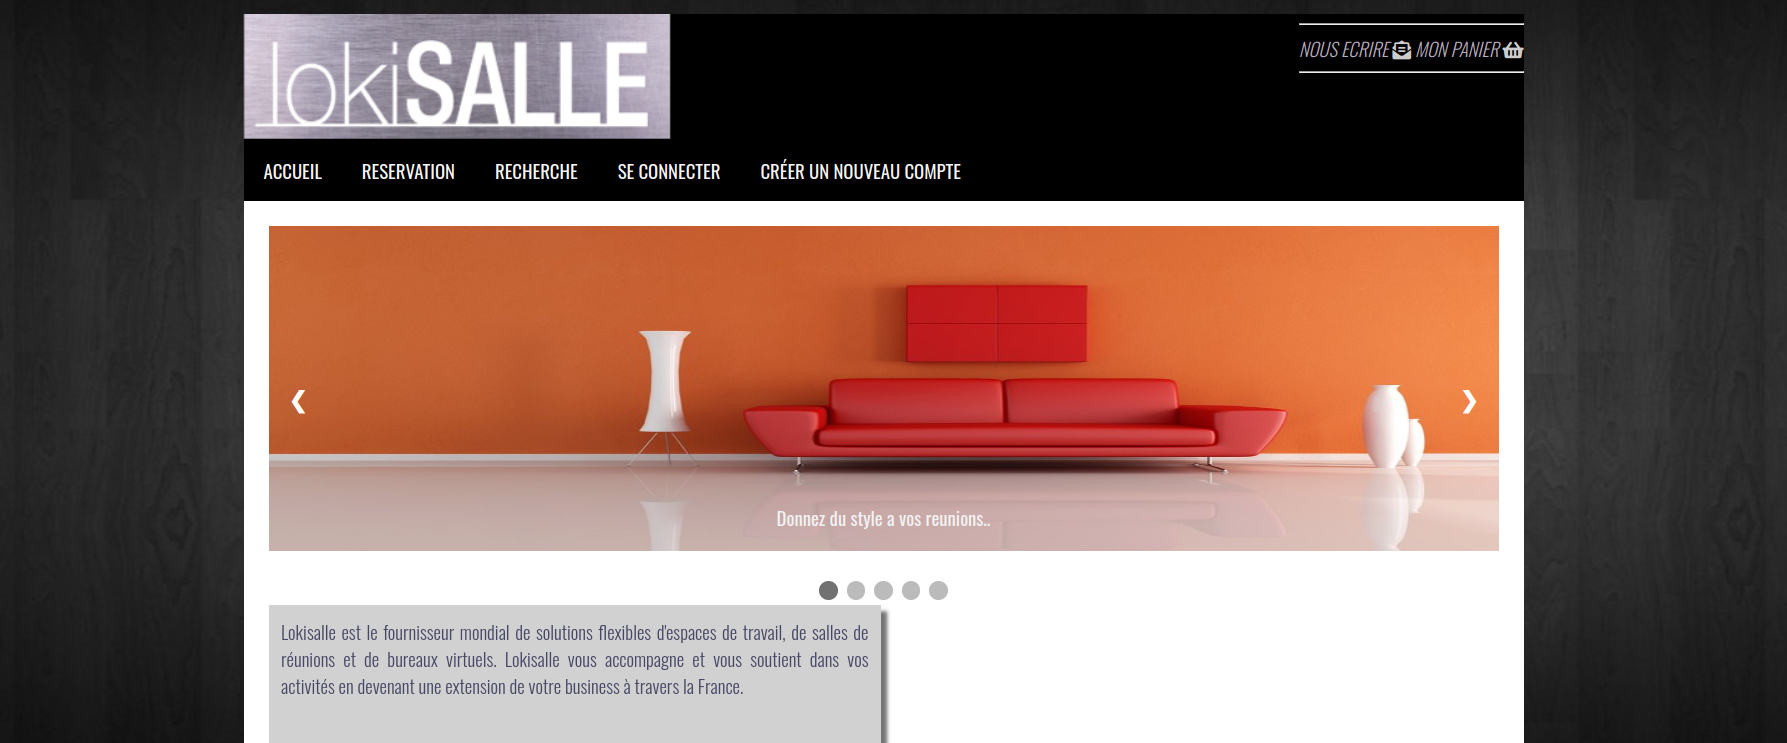 lokiSALLE
NOUS ECRIRE MON PANIER
ACCUEIL RESERVATION RECHERCHE SE CONNECTER CRÉER UN NOUVEAU COMPTE
Donnez du style a vos reunions..
Lokisalle est le fournisseur mondial de solutions flexibles d'espaces de travail, de salles de
réunions et de bureaux virtuels. Lokisalle vous accompagne et vous soutient dans vos
activités en devenant une extension de votre business à travers la France.